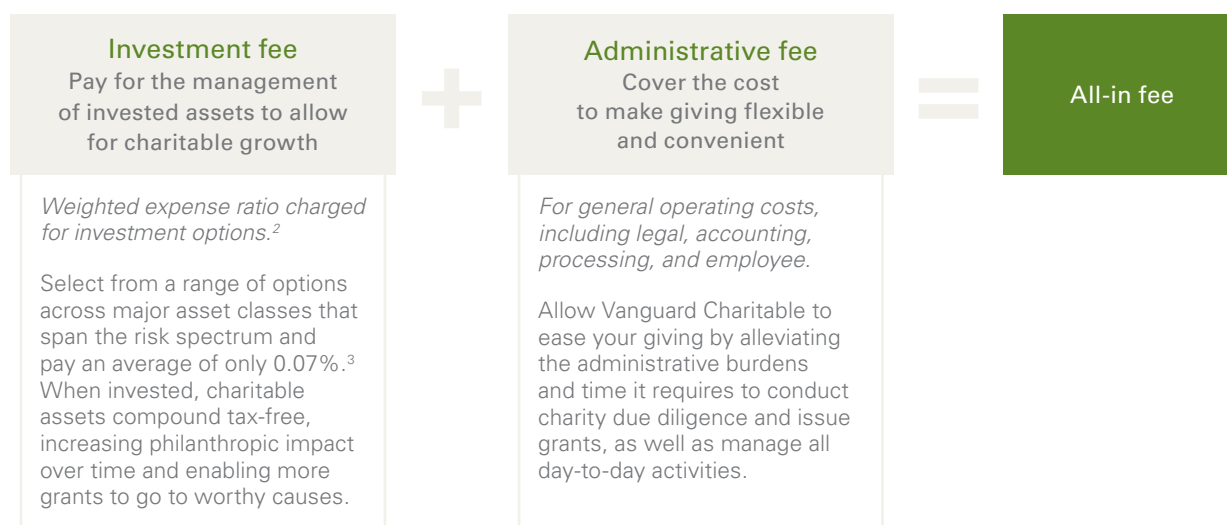 Investment fee
Pay for the management
of invested assets to allow
for charitable growth
+
Administrative fee
Cover the cost
to make giving flexible
and convenient
=
All-in fee
Weighted expense ratio charged
for investment options.²
Select from a range of options
across major asset classes that
span the risk spectrum and
pay an average of only 0.07%.³
When invested, charitable
assets compound tax-free,
increasing philanthropic impact
over time and enabling more
grants to go to worthy causes.
For general operating costs,
including legal, accounting,
processing, and employee.
Allow Vanguard Charitable to
ease your giving by alleviating
the administrative burdens
and time it requires to conduct
charity due diligence and issue
grants, as well as manage all
day-to-day activities.